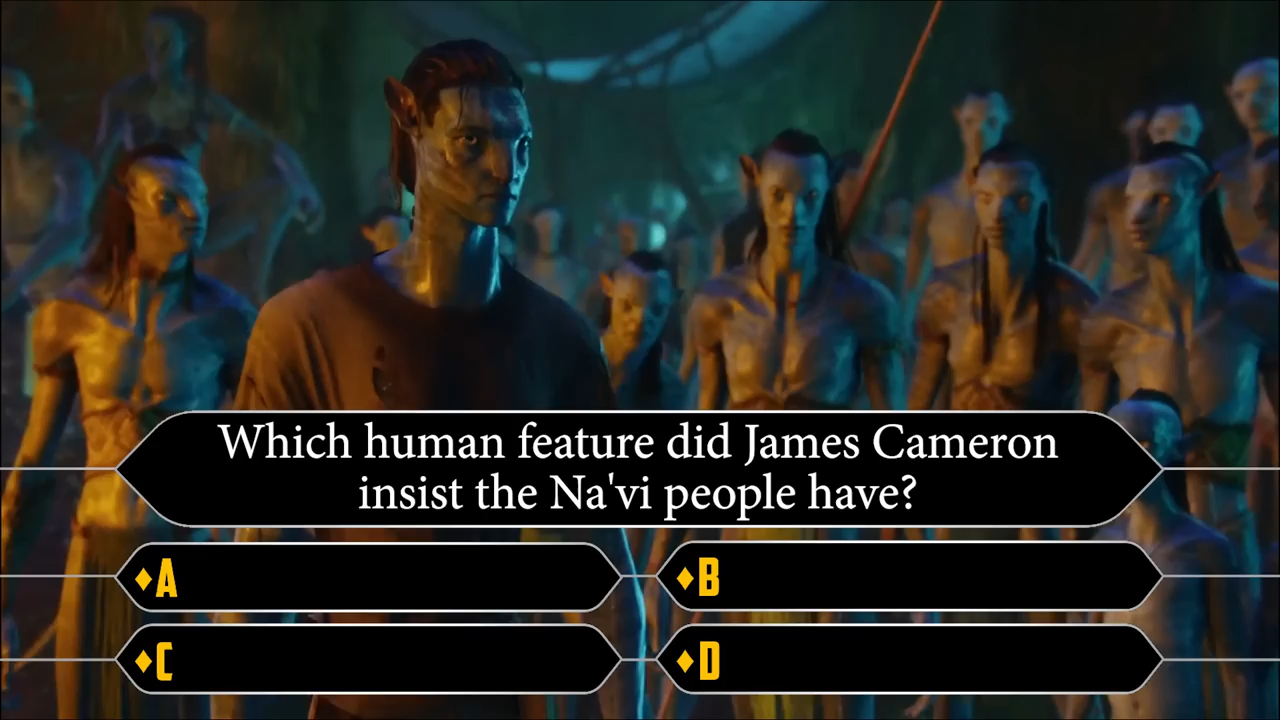 Which human feature did James Cameron
insist the Na'vi people have?
♦A
♦B
♦C
♦D